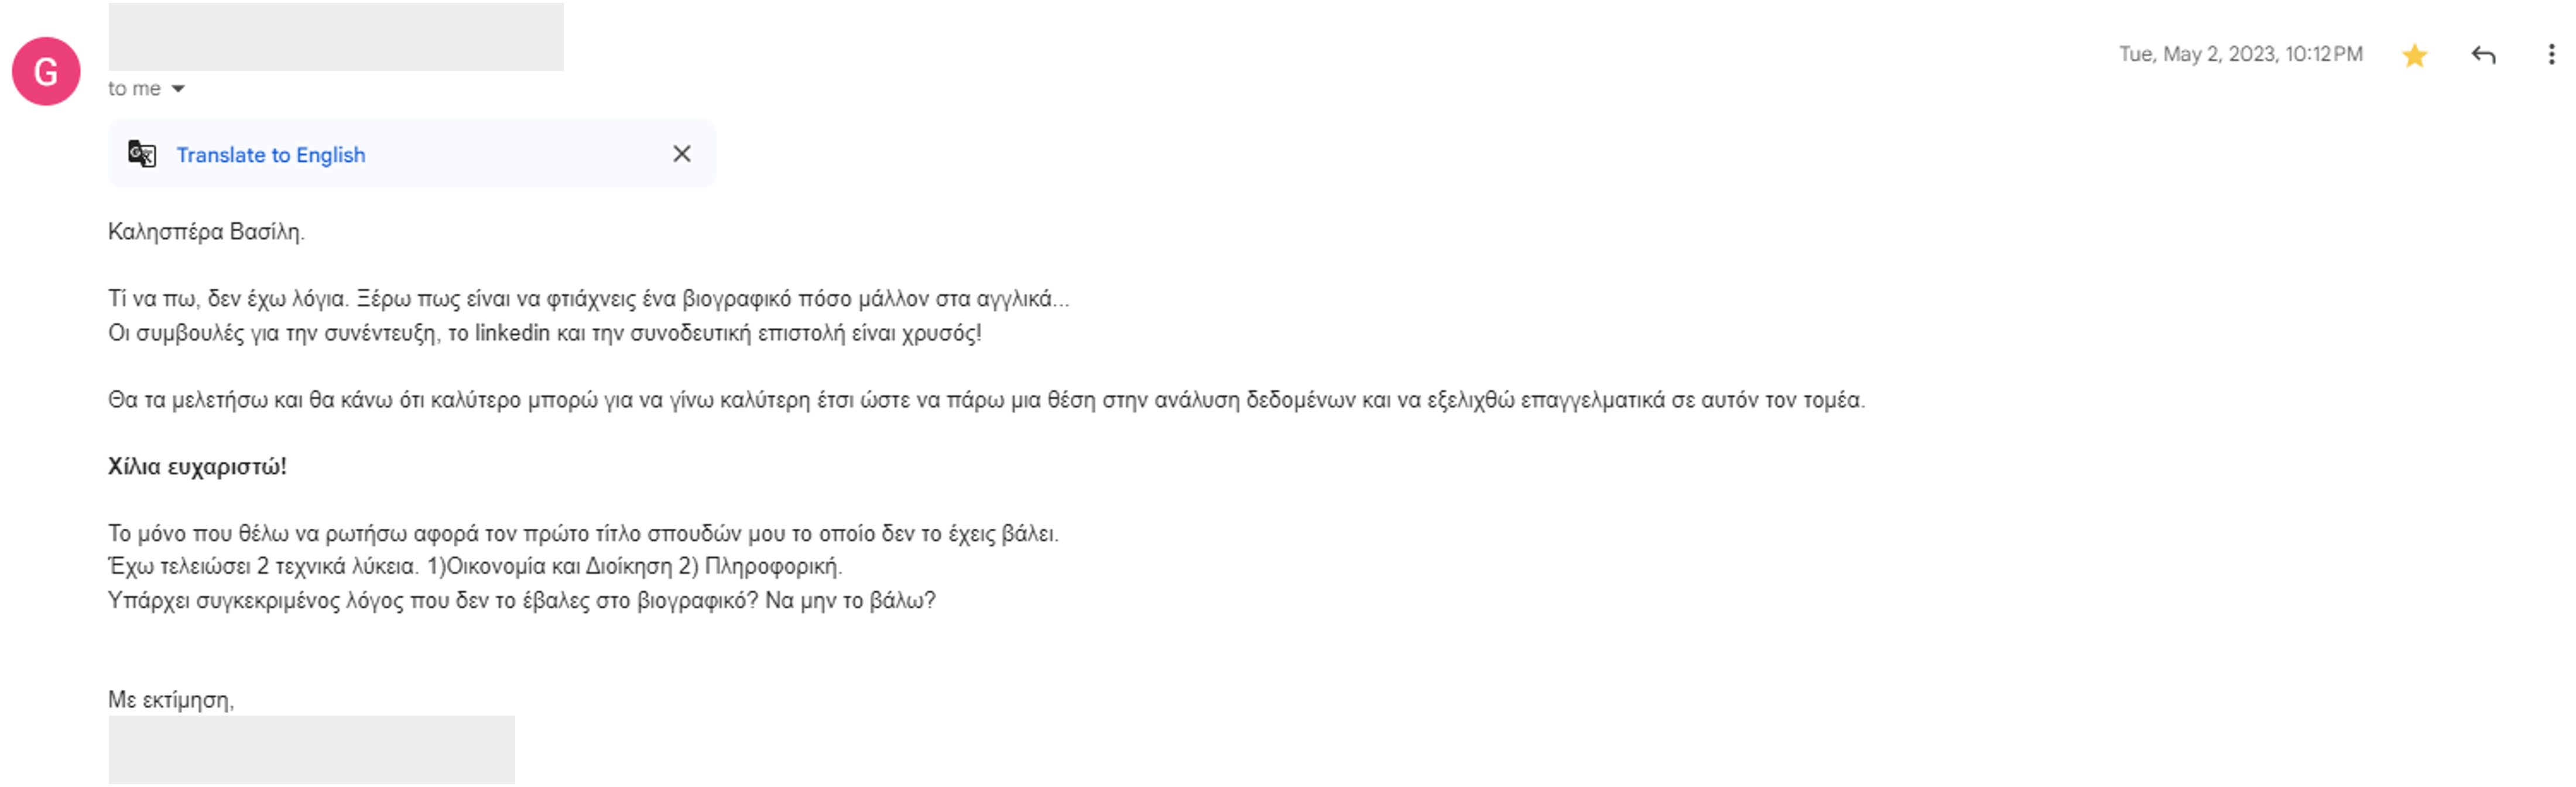 G
Tue, May 2, 2023, 10:12 PM
to me
Translate to English
Καλησπέρα Βασίλη.
Τί να πω, δεν έχω λόγια. Ξέρω πως είναι να φτιάχνεις ένα βιογραφικό πόσο μάλλον στα αγγλικά...
Οι συμβουλές για την συνέντευξη, το linkedin και την συνοδευτική επιστολή είναι χρυσός!
Θα τα μελετήσω και θα κάνω ότι καλύτερο μπορώ για να γίνω καλύτερη έτσι ώστε να πάρω μια θέση στην ανάλυση δεδομένων και να εξελιχθώ επαγγελματικά σε αυτόν τον τομέα.
Χίλια ευχαριστώ!
Το μόνο που θέλω να ρωτήσω αφορά τον πρώτο τίτλο σπουδών μου το οποίο δεν το έχεις βάλει.
Έχω τελειώσει 2 τεχνικά λύκεια. 1)Οικονομία και Διοίκηση 2) Πληροφορική.
Υπάρχει συγκεκριμένος λόγος που δεν το έβαλες στο βιογραφικό? Να μην το βάλω?
Με εκτίμηση,